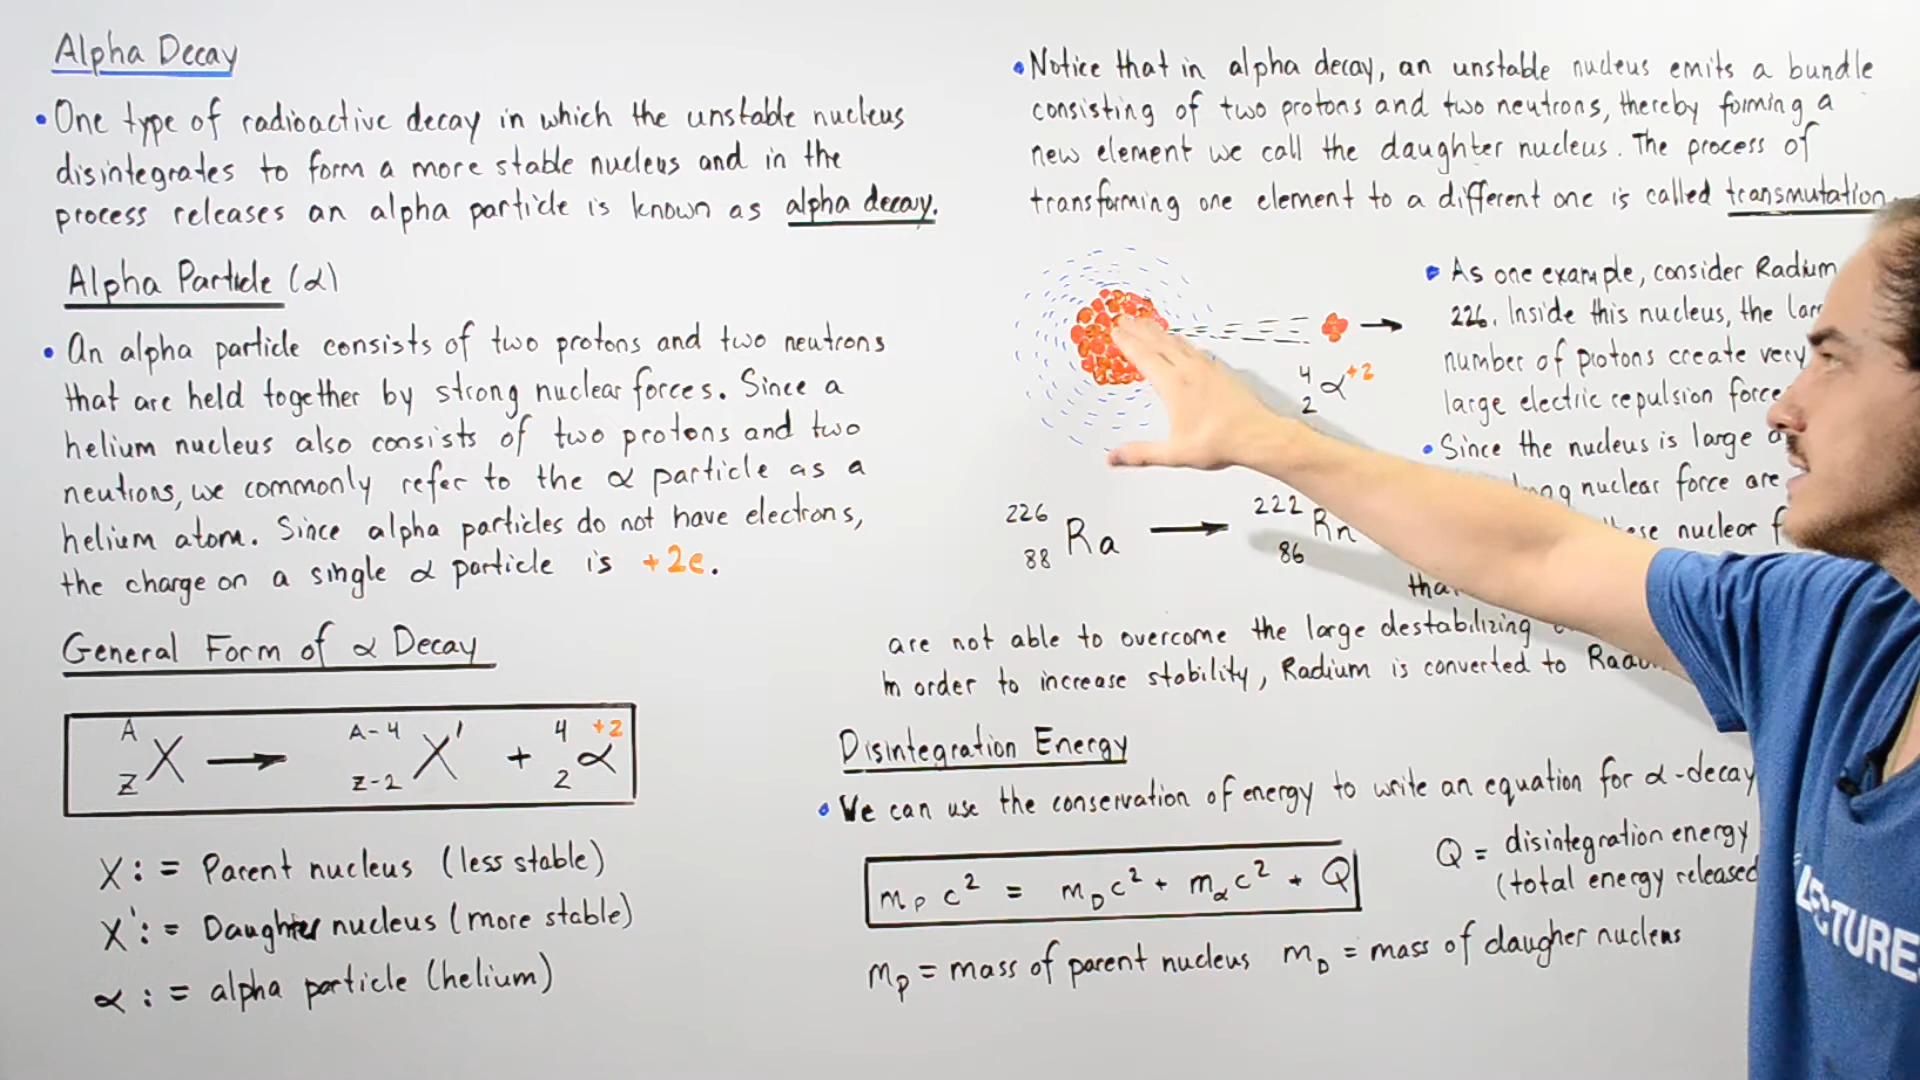 Alpha Decay
• One type of radioactive decay in which the unstable nucleus
disintegrates to form a more stable nucleus and in the
process releases an alpha particle is known as alpha decay.
Alpha Particle (α)
• An alpha particle consists of two protons and two neutrons
that are held together by strong nuclear forces. Since a
helium nucleus also consists of two protons and two
neutrons, we commonly refer to the α particle as a
helium atom. Since alpha particles do not have electrons,
the charge on a single α particle is +2e.
General Form of α Decay
A Z X → A-4 Z-2 X' + 4 2 α +2
X : = Parent nucleus (less stable)
X' : = Daughter nucleus (more stable)
α : = alpha particle (helium)
• Notice that in alpha decay, an unstable nucleus emits a bundle
consisting of two protons and two neutrons, thereby forming a
new element we call the daughter nucleus. The process of
transforming one element to a different one is called transmutation.
4 2 α +2
226 88 Ra → 222 86 Rn
• As one example, consider Radium
226. Inside this nucleus, the
number of protons create very
large electric repulsion
• Since the nucleus is large
nuclear force are
nuclear
are not able to overcome the large destabilizing
In order to increase stability, Radium is converted to
Disintegration Energy
• We can use the conservation of energy to write an equation for α-decay
mₚc² = m_D c² + m_α c² + Q
Q = disintegration energy
(total energy released
mₚ = mass of parent nucleus m_D = mass of daugher nucleus
LECTURE